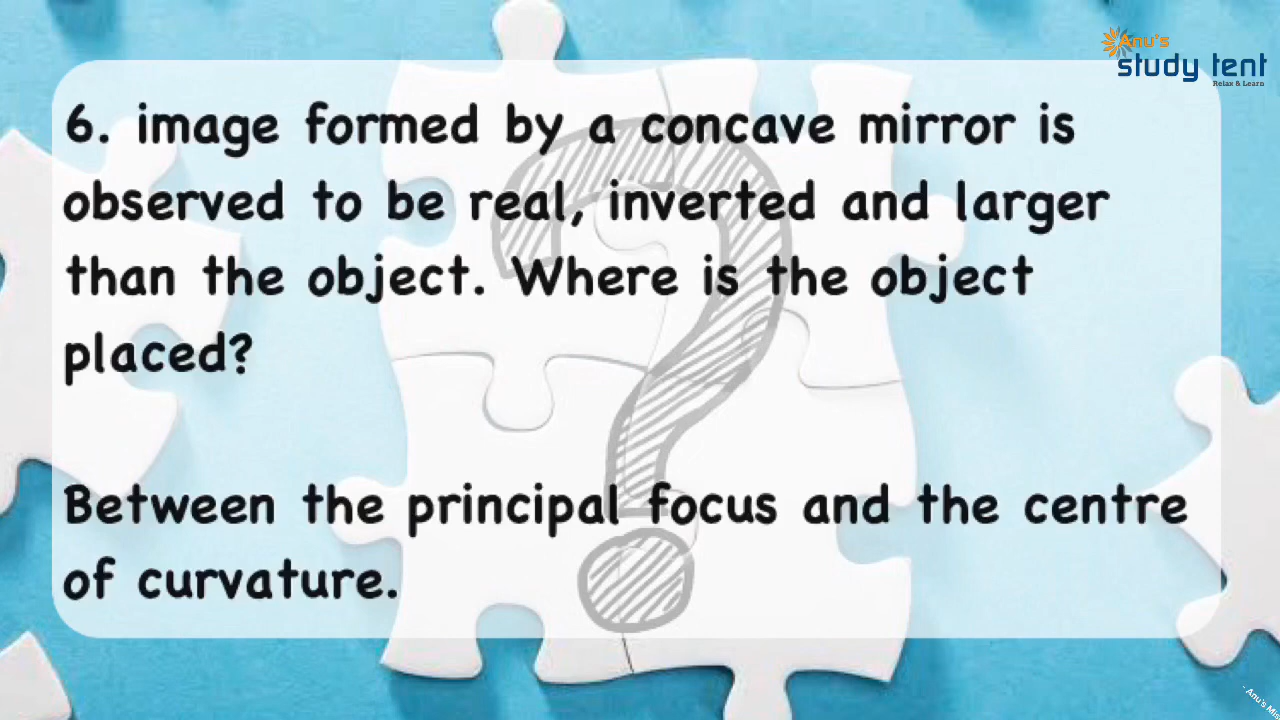 Anu's
study tent
Relax & Learn
6. image formed by a concave mirror is
observed to be real, inverted and larger
than the object. Where is the object
placed?
Between the principal focus and the centre
of curvature.